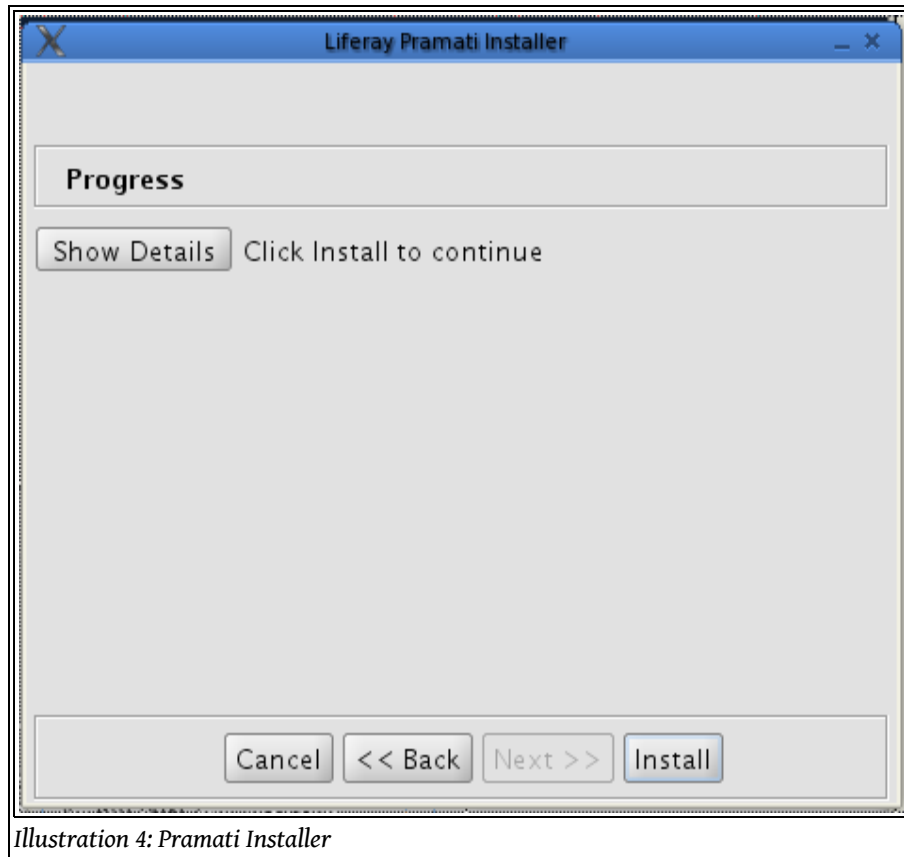 Liferay Pramati Installer
Progress
Show Details Click Install to continue
Cancel << Back Next >> Install
Illustration 4: Pramati Installer